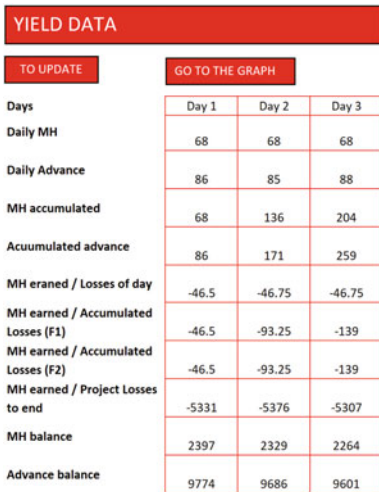 YIELD DATA
TO UPDATE GO TO THE GRAPH
Days Day 1 Day 2 Day 3
Daily MH 68 68 68
Daily Advance 86 85 88
MH accumulated 68 136 204
Acuumulated advance 86 171 259
MH eraned / Losses of day -46.5 -46.75 -46.75
MH earned / Accumulated
Losses (F1) -46.5 -93.25 -139
MH earned / Accumulated
Losses (F2) -46.5 -93.25 -139
MH earned / Project Losses
to end -5331 -5376 -5307
MH balance 2397 2329 2264
Advance balance 9774 9686 9601